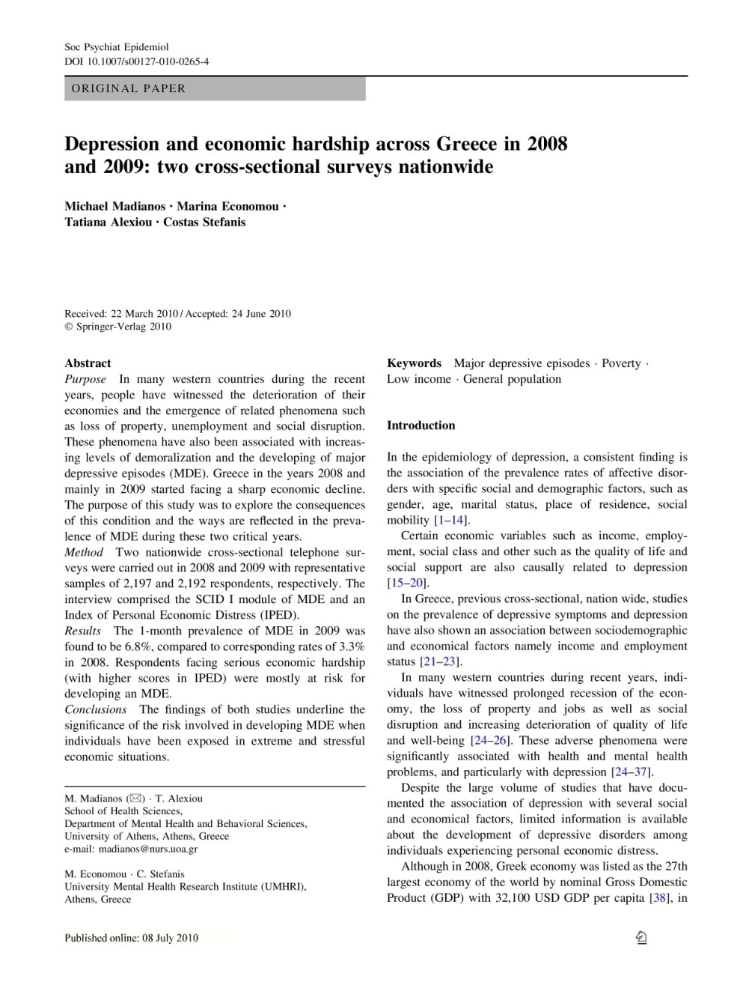 Soc Psychiat Epidemiol
DOI 10.1007/s00127-010-0265-4
ORIGINAL PAPER
Depression and economic hardship across Greece in 2008
and 2009: two cross-sectional surveys nationwide
Michael Madianos · Marina Economou ·
Tatiana Alexiou · Costas Stefanis
Received: 22 March 2010 / Accepted: 24 June 2010
© Springer-Verlag 2010
Abstract
Purpose In many western countries during the recent
years, people have witnessed the deterioration of their
economies and the emergence of related phenomena such
as loss of property, unemployment and social disruption.
These phenomena have also been associated with increas-
ing levels of demoralization and the developing of major
depressive episodes (MDE). Greece in the years 2008 and
mainly in 2009 started facing a sharp economic decline.
The purpose of this study was to explore the consequences
of this condition and the ways are reflected in the preva-
lence of MDE during these two critical years.
Method Two nationwide cross-sectional telephone sur-
veys were carried out in 2008 and 2009 with representative
samples of 2,197 and 2,192 respondents, respectively. The
interview comprised the SCID I module of MDE and an
Index of Personal Economic Distress (IPED).
Results The 1-month prevalence of MDE in 2009 was
found to be 6.8%, compared to corresponding rates of 3.3%
in 2008. Respondents facing serious economic hardship
(with higher scores in IPED) were mostly at risk for
developing an MDE.
Conclusions The findings of both studies underline the
significance of the risk involved in developing MDE when
individuals have been exposed in extreme and stressful
economic situations.
M. Madianos (✉) · T. Alexiou
School of Health Sciences,
Department of Mental Health and Behavioral Sciences,
University of Athens, Athens, Greece
e-mail: madianos@nurs.uoa.gr
M. Economou · C. Stefanis
University Mental Health Research Institute (UMHRI),
Athens, Greece
Keywords Major depressive episodes · Poverty ·
Low income · General population
Introduction
In the epidemiology of depression, a consistent finding is
the association of the prevalence rates of affective disor-
ders with specific social and demographic factors, such as
gender, age, marital status, place of residence, social
mobility [1–14].
Certain economic variables such as income, employ-
ment, social class and other such as the quality of life and
social support are also causally related to depression
[15–20].
In Greece, previous cross-sectional, nation wide, studies
on the prevalence of depressive symptoms and depression
have also shown an association between sociodemographic
and economical factors namely income and employment
status [21–23].
In many western countries during recent years, indi-
viduals have witnessed prolonged recession of the econ-
omy, the loss of property and jobs as well as social
disruption and increasing deterioration of quality of life
and well-being [24–26]. These adverse phenomena were
significantly associated with health and mental health
problems, and particularly with depression [24–37].
Despite the large volume of studies that have docu-
mented the association of depression with several social
and economical factors, limited information is available
about the development of depressive disorders among
individuals experiencing personal economic distress.
Although in 2008, Greek economy was listed as the 27th
largest economy of the world by nominal Gross Domestic
Product (GDP) with 32,100 USD GDP per capita [38], in
Published online: 08 July 2010